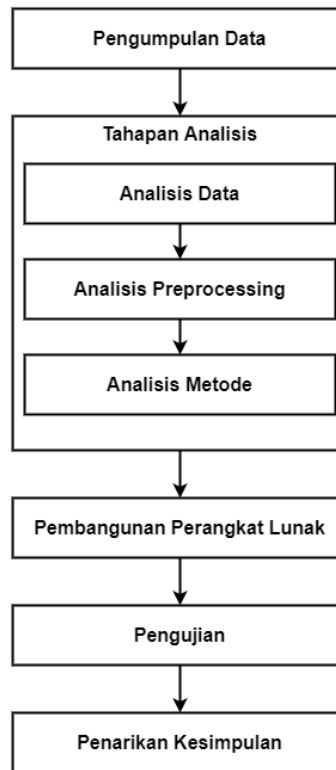 Pengumpulan Data
Tahapan Analisis
Analisis Data
Analisis Preprocessing
Analisis Metode
Pembangunan Perangkat Lunak
Pengujian
Penarikan Kesimpulan